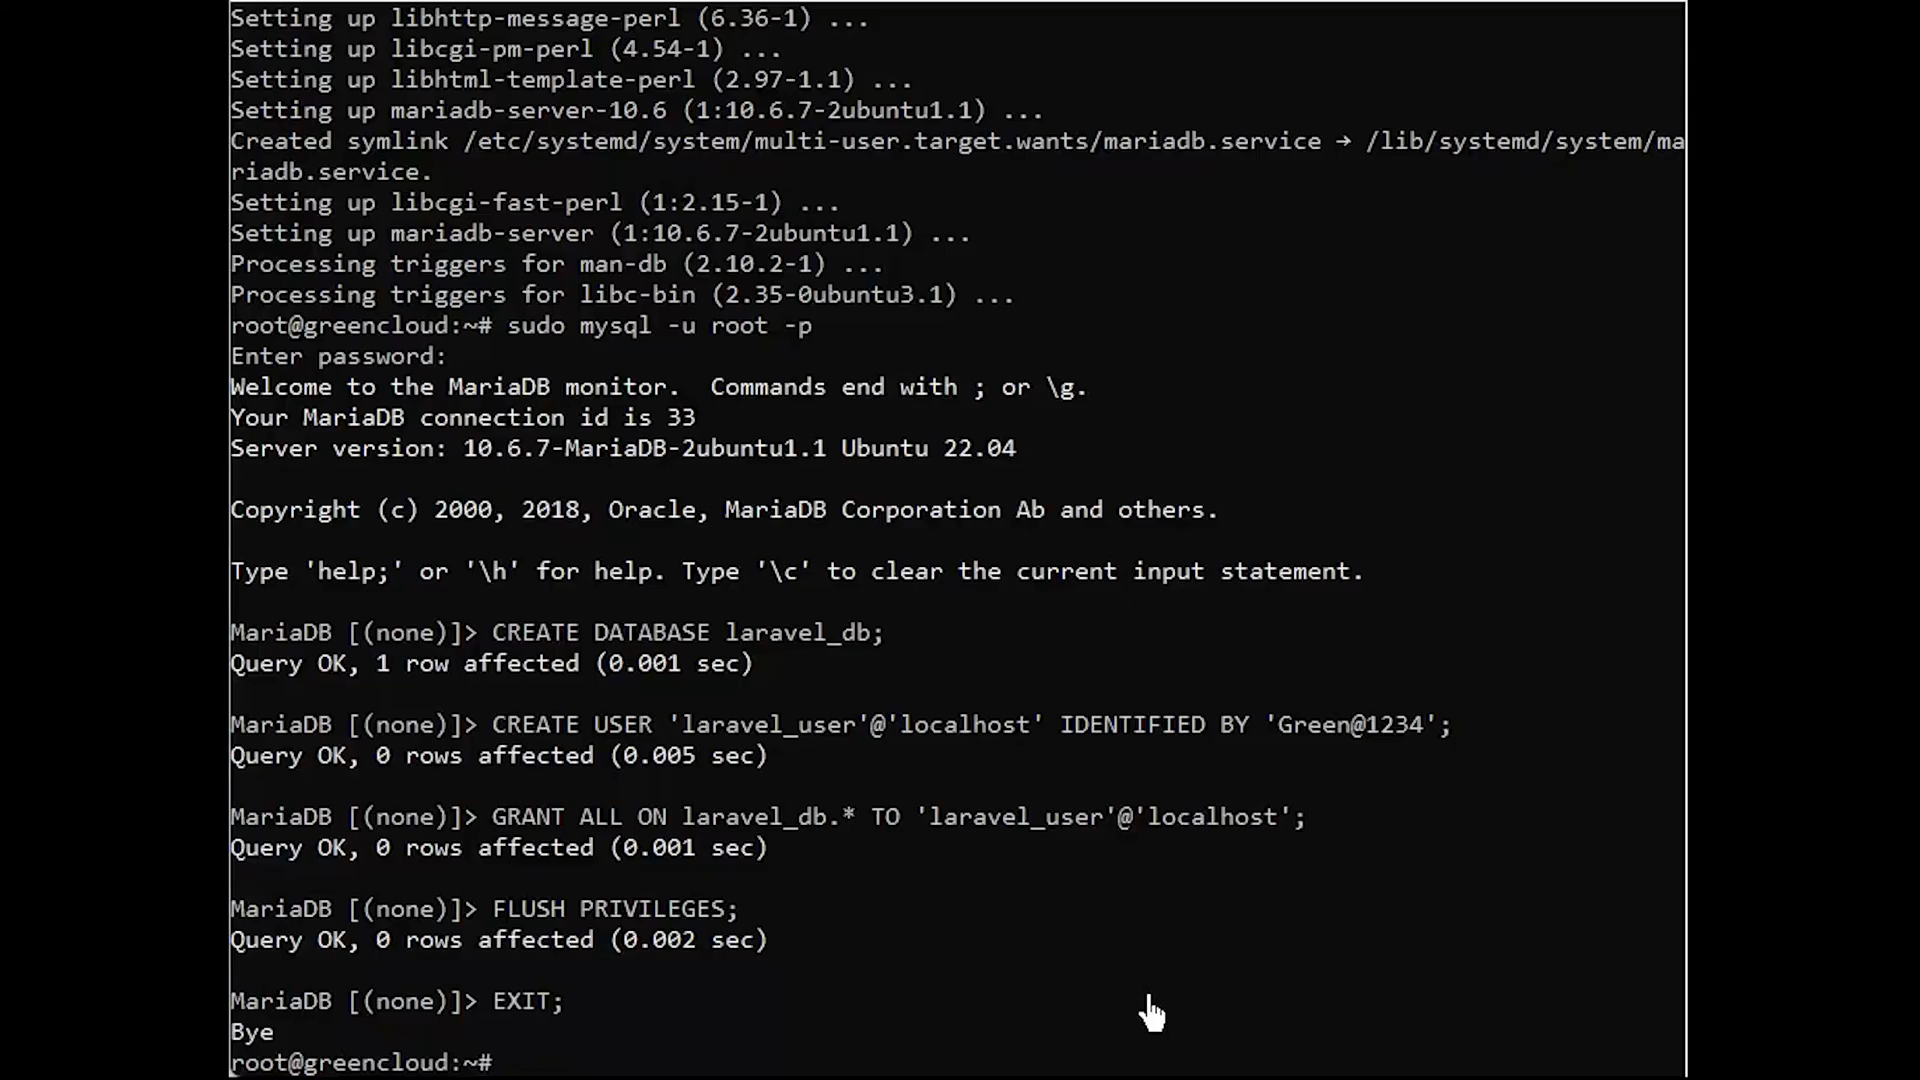 Setting up libhttp-message-perl (6.36-1) ...
Setting up libcgi-pm-perl (4.54-1) ...
Setting up libhtml-template-perl (2.97-1.1) ...
Setting up mariadb-server-10.6 (1:10.6.7-2ubuntu1.1) ...
Created symlink /etc/systemd/system/multi-user.target.wants/mariadb.service → /lib/systemd/system/ma
riadb.service.
Setting up libcgi-fast-perl (1:2.15-1) ...
Setting up mariadb-server (1:10.6.7-2ubuntu1.1) ...
Processing triggers for man-db (2.10.2-1) ...
Processing triggers for libc-bin (2.35-0ubuntu3.1) ...
root@greencloud:~# sudo mysql -u root -p
Enter password:
Welcome to the MariaDB monitor.  Commands end with ; or \g.
Your MariaDB connection id is 33
Server version: 10.6.7-MariaDB-2ubuntu1.1 Ubuntu 22.04
Copyright (c) 2000, 2018, Oracle, MariaDB Corporation Ab and others.
Type 'help;' or '\h' for help. Type '\c' to clear the current input statement.
MariaDB [(none)]> CREATE DATABASE laravel_db;
Query OK, 1 row affected (0.001 sec)
MariaDB [(none)]> CREATE USER 'laravel_user'@'localhost' IDENTIFIED BY 'Green@1234';
Query OK, 0 rows affected (0.005 sec)
MariaDB [(none)]> GRANT ALL ON laravel_db.* TO 'laravel_user'@'localhost';
Query OK, 0 rows affected (0.001 sec)
MariaDB [(none)]> FLUSH PRIVILEGES;
Query OK, 0 rows affected (0.002 sec)
MariaDB [(none)]> EXIT;
Bye
root@greencloud:~#